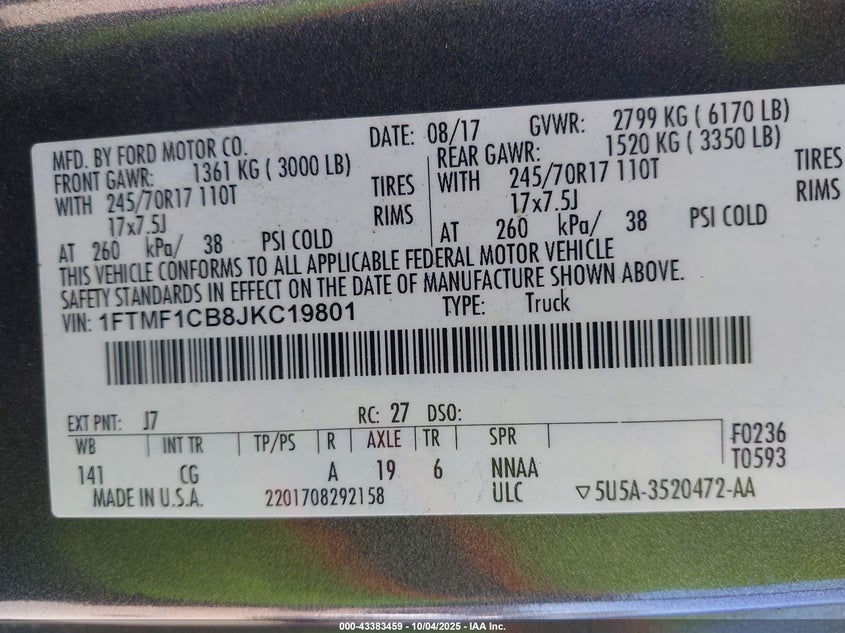 MFD. BY FORD MOTOR CO.
DATE: 08/17 GVWR: 2799 KG ( 6170 LB)
FRONT GAWR: 1361 KG ( 3000 LB)
REAR GAWR: 1520 KG ( 3350 LB)
WITH 245/70R17 110T TIRES
WITH 245/70R17 110T TIRES
17x7.5J RIMS
17x7.5J RIMS
AT 260 kPa/ 38 PSI COLD
AT 260 kPa/ 38 PSI COLD
THIS VEHICLE CONFORMS TO ALL APPLICABLE FEDERAL MOTOR VEHICLE
SAFETY STANDARDS IN EFFECT ON THE DATE OF MANUFACTURE SHOWN ABOVE.
VIN: 1FTMF1CB8JKC19801 TYPE: Truck
EXT PNT: J7 RC: 27 DSO:
WB INT TR TP/PS R AXLE TR SPR F0236
T0593
141 CG A 19 6 NNAA
MADE IN U.S.A. 2201708292158 ULC ▽ 5U5A-3520472-AA
000-43383459 - 10/04/2025 - IAA Inc.